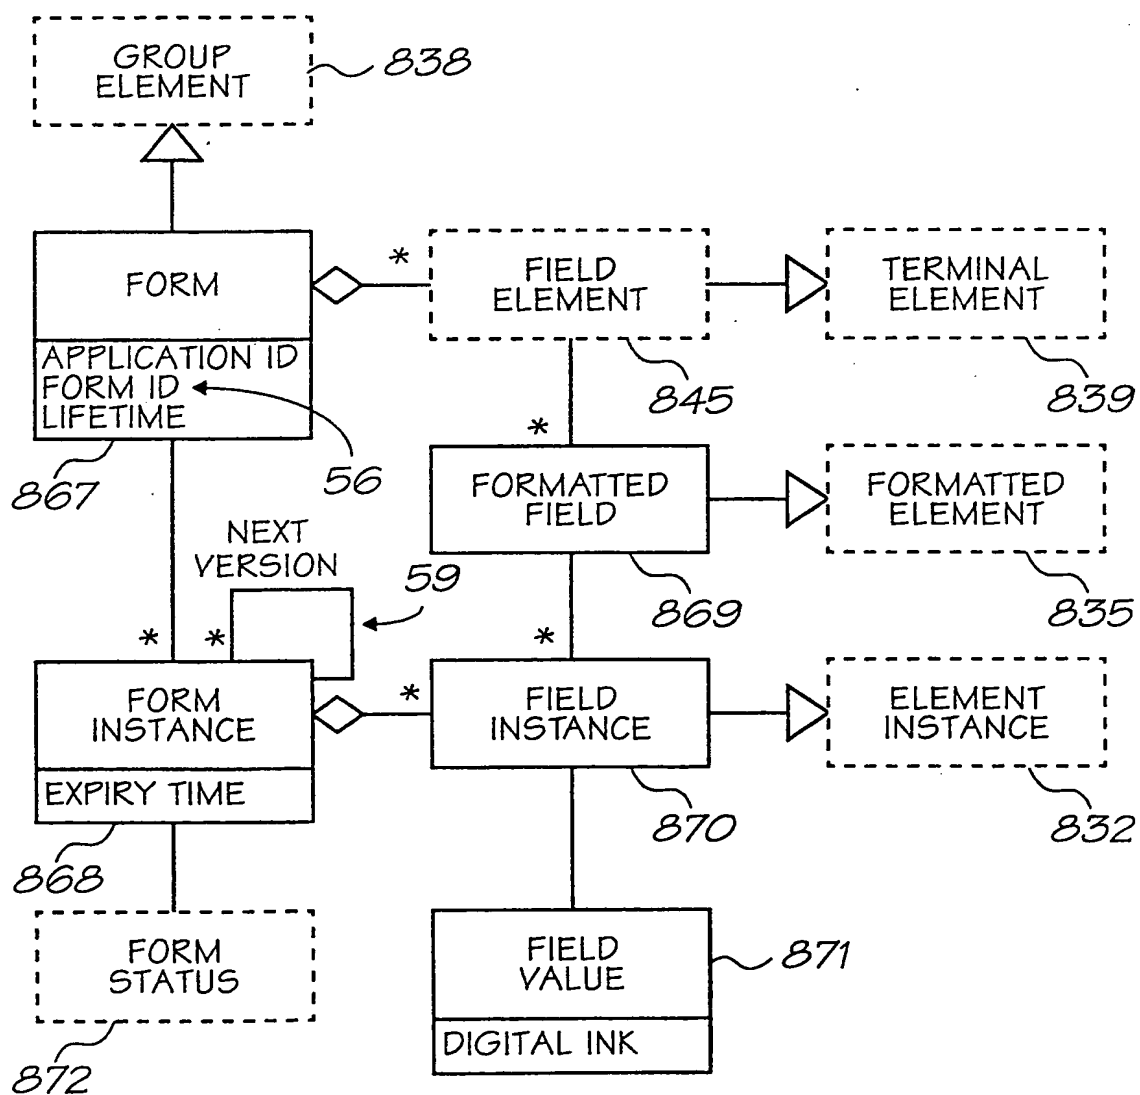 GROUP
ELEMENT
838
FORM
*
FIELD
ELEMENT
TERMINAL
ELEMENT
APPLICATION ID
FORM ID
LIFETIME
845
839
867
56
*
FORMATTED
FIELD
FORMATTED
ELEMENT
NEXT
VERSION
59
869
835
*
*
*
FORM
INSTANCE
*
FIELD
INSTANCE
ELEMENT
INSTANCE
EXPIRY TIME
870
832
868
FORM
STATUS
FIELD
VALUE
871
DIGITAL INK
872